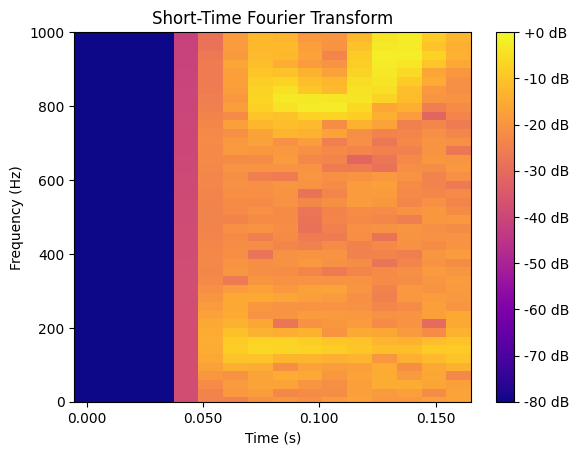 Short-Time Fourier Transform
1000
800
600
400
200
0
Frequency (Hz)
0.000
0.050
0.100
0.150
Time (s)
+0 dB
-10 dB
-20 dB
-30 dB
-40 dB
-50 dB
-60 dB
-70 dB
-80 dB